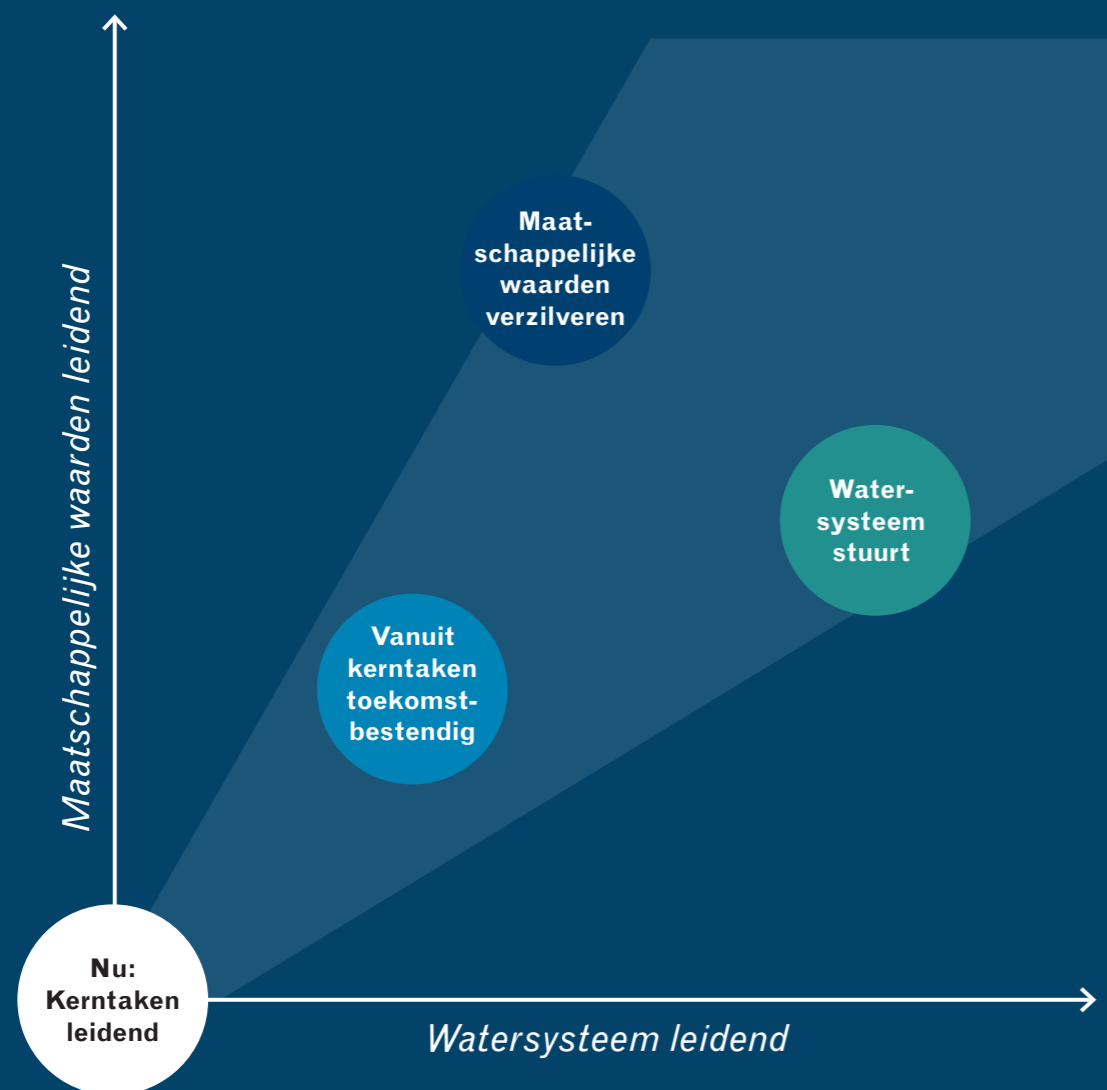 Maatschappelijke waarden leidend
Maat-
schappelijke
waarden
verzilveren
Water-
systeem
stuurt
Vanuit
kerntaken
toekomst-
bestendig
Nu:
Kerntaken
leidend
Watersysteem leidend